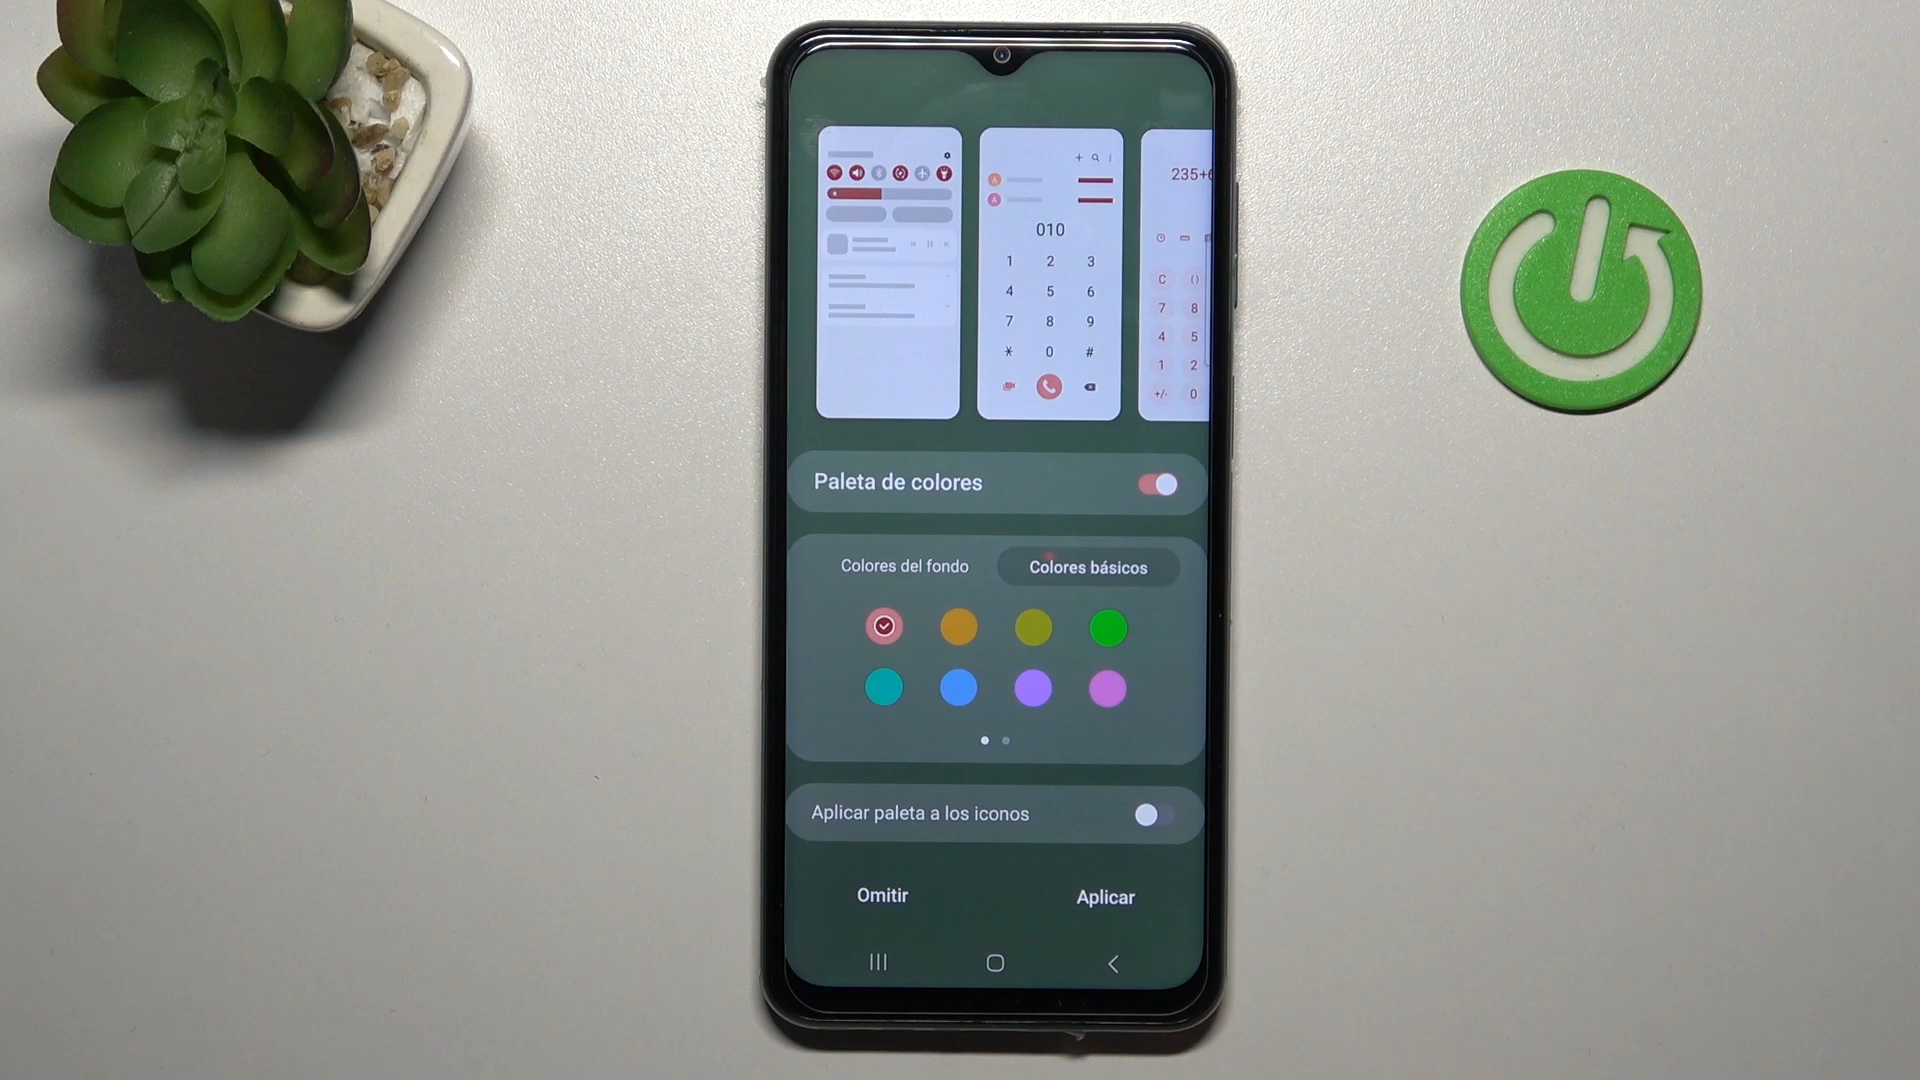 235+6
010
1 2 3
4 5 6
7 8 9
* 0 #
C ()
7 8
4 5
1 2
+/- 0
Paleta de colores
Colores del fondo Colores básicos
Aplicar paleta a los iconos
Omitir Aplicar